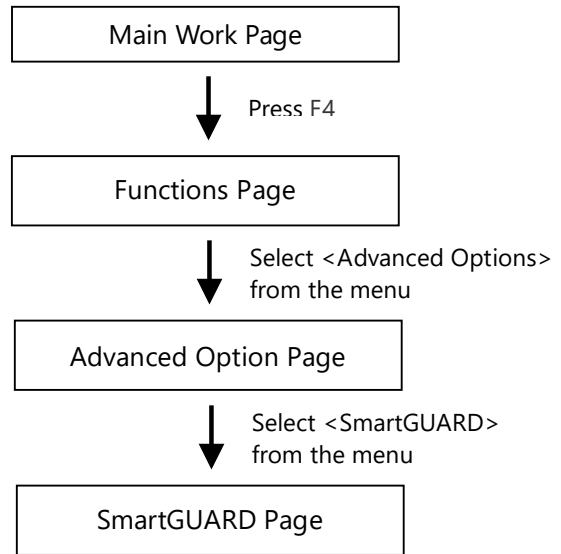 Main Work Page
Press F4
Functions Page
Select <Advanced Options>
from the menu
Advanced Option Page
Select <SmartGUARD>
from the menu
SmartGUARD Page